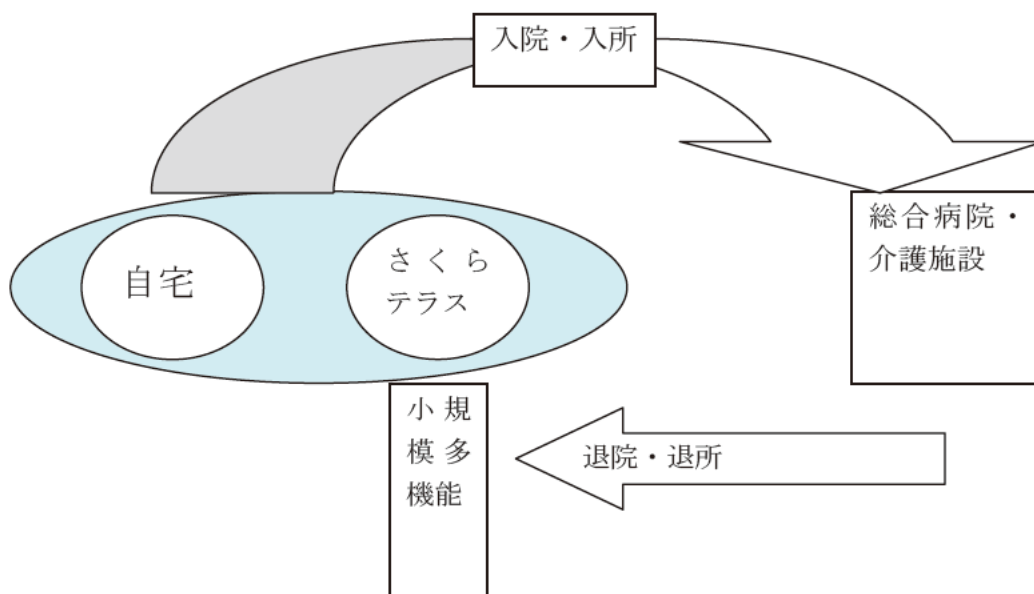 入院・入所
総合病院・
介護施設
自宅
さくら
テラス
小規
模多
機能
退院・退所